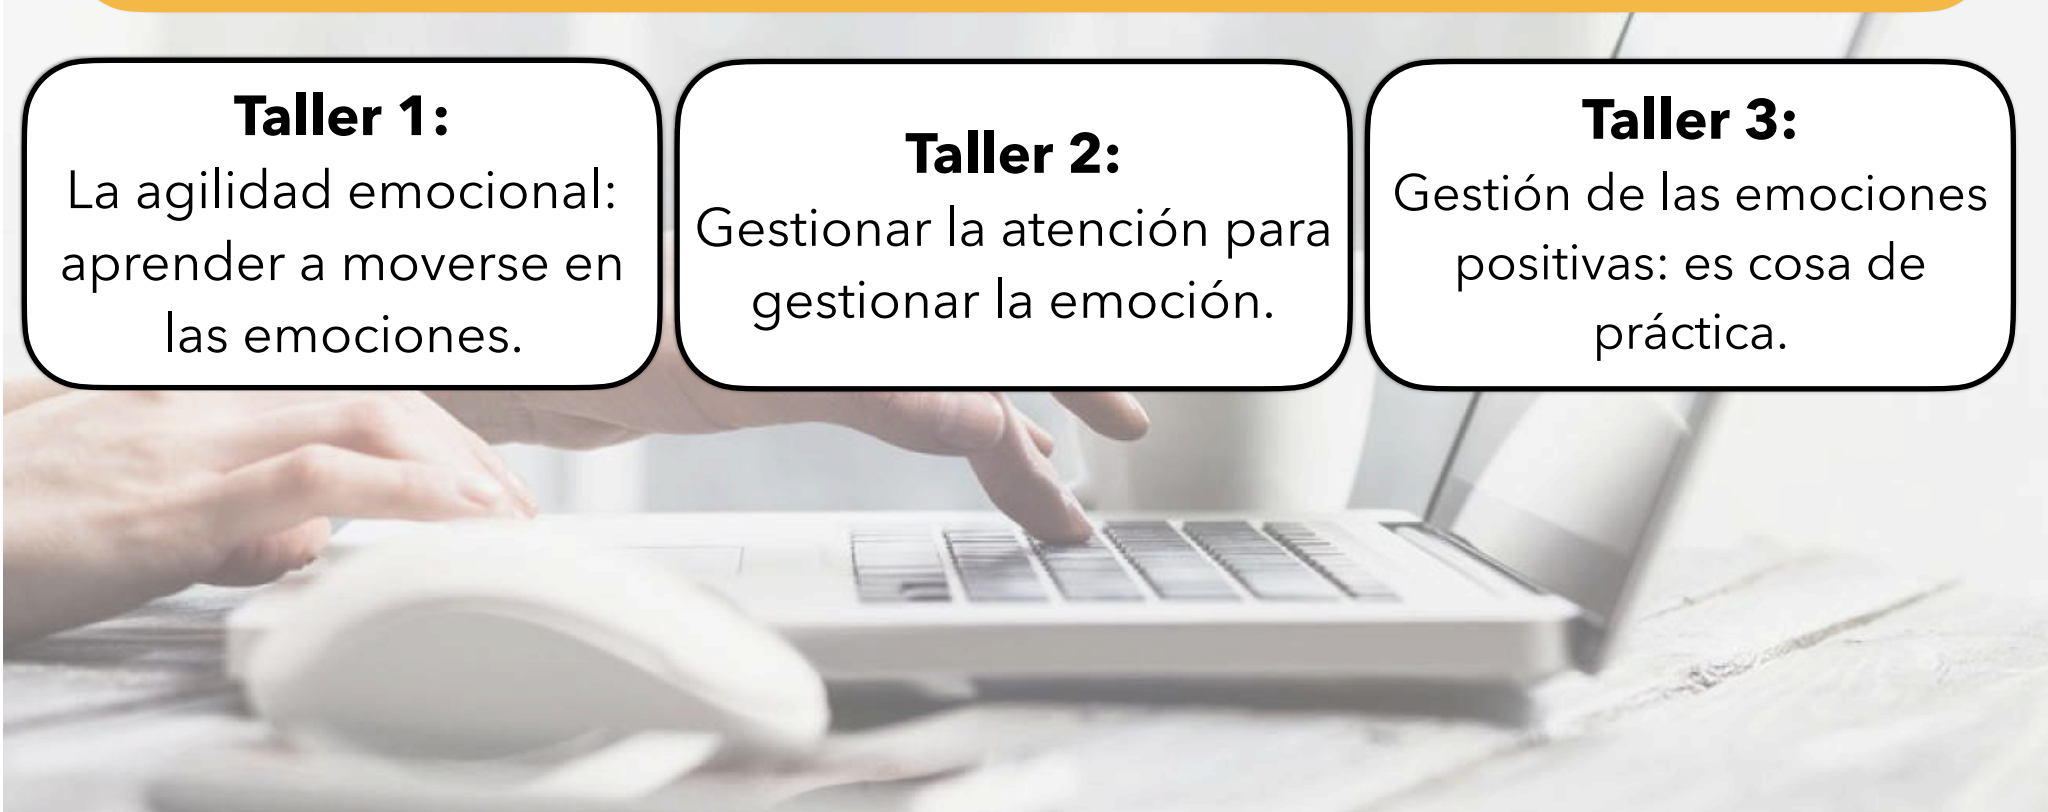 Taller 1:
La agilidad emocional:
aprender a moverse en
las emociones.
Taller 2:
Gestionar la atención para
gestionar la emoción.
Taller 3:
Gestión de las emociones
positivas: es cosa de
práctica.